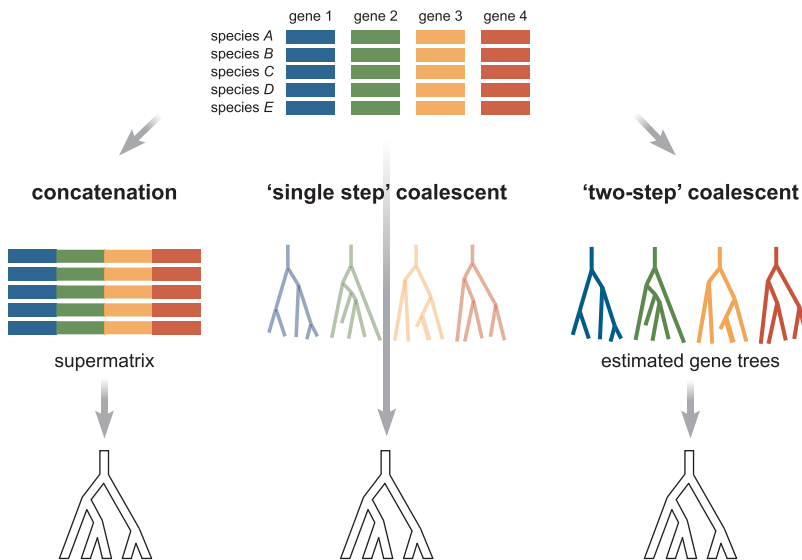 gene 1 gene 2 gene 3 gene 4
species A
species B
species C
species D
species E
concatenation
‘single step’ coalescent
‘two-step’ coalescent
supermatrix
estimated gene trees